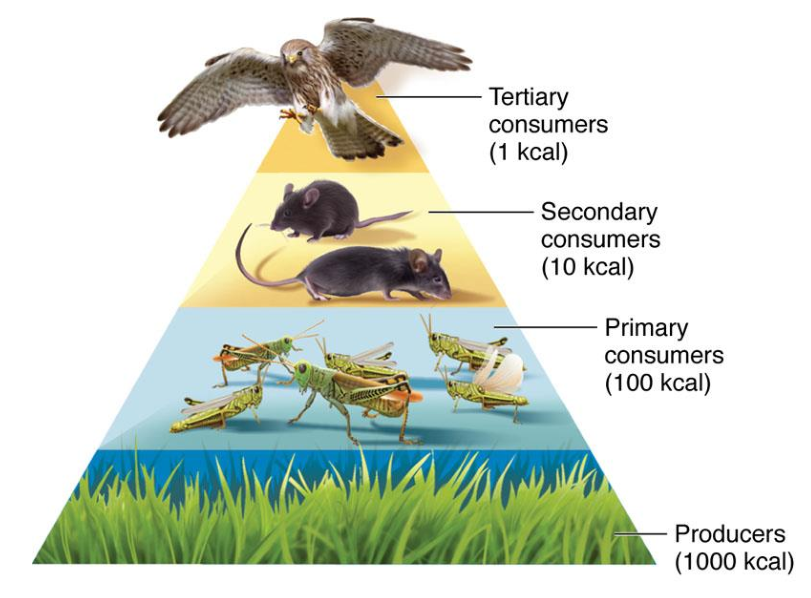 Tertiary
consumers
(1 kcal)
Secondary
consumers
(10 kcal)
Primary
consumers
(100 kcal)
Producers
(1000 kcal)